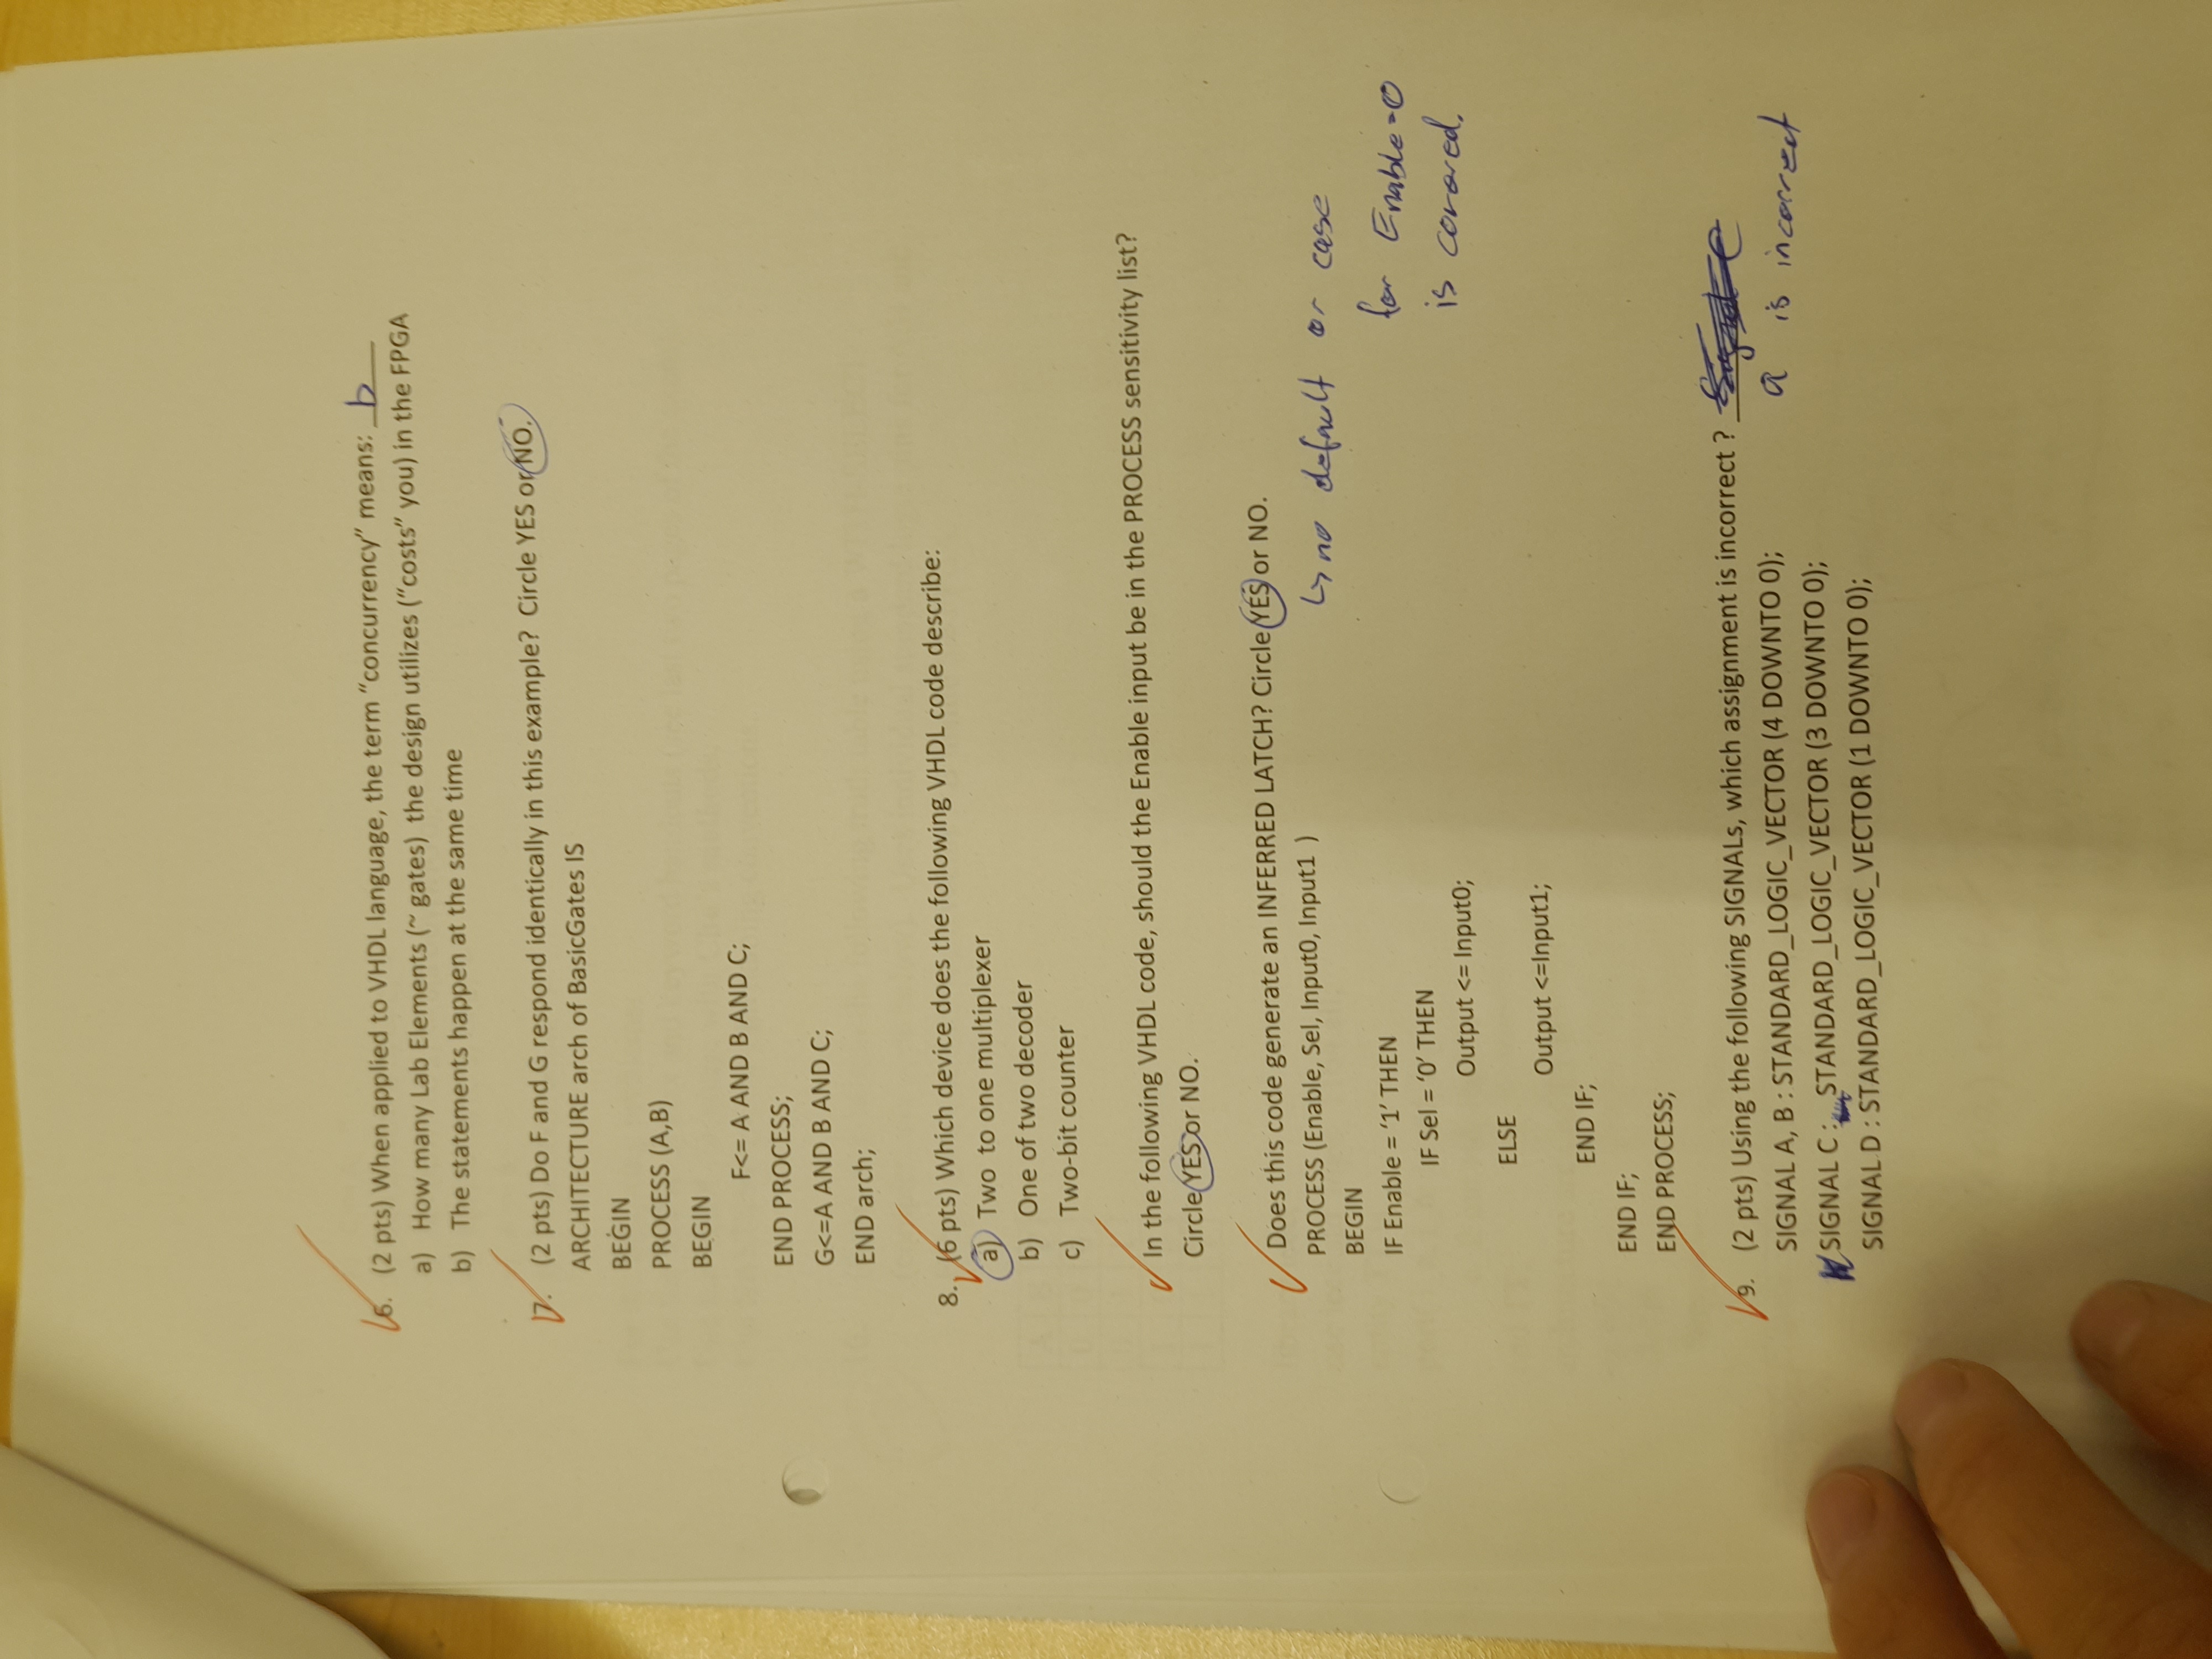 6. (2 pts) When applied to VHDL language, the term “concurrency” means: b
a) How many Lab Elements (~ gates) the design utilizes (“costs” you) in the FPGA
b) The statements happen at the same time
7. (2 pts) Do F and G respond identically in this example? Circle YES or NO.
ARCHITECTURE arch of BasicGates IS
BEGIN
PROCESS (A,B)
BEGIN
F<= A AND B AND C;
END PROCESS;
G<=A AND B AND C;
END arch;
8. (6 pts) Which device does the following VHDL code describe:
a) Two to one multiplexer
b) One of two decoder
c) Two-bit counter
In the following VHDL code, should the Enable input be in the PROCESS sensitivity list?
Circle YES or NO.
Does this code generate an INFERRED LATCH? Circle YES or NO.
PROCESS (Enable, Sel, Input0, Input1 )
↳ no default or case
BEGIN
for Enable=0
IF Enable = ‘1’ THEN
is covered.
IF Sel = ‘0’ THEN
Output <= Input0;
ELSE
Output <=Input1;
END IF;
END IF;
END PROCESS;
9. (2 pts) Using the following SIGNALs, which assignment is incorrect ?
a is incorrect
SIGNAL A, B : STANDARD_LOGIC_VECTOR (4 DOWNTO 0);
SIGNAL C : STANDARD_LOGIC_VECTOR (3 DOWNTO 0);
SIGNAL D : STANDARD_LOGIC_VECTOR (1 DOWNTO 0);